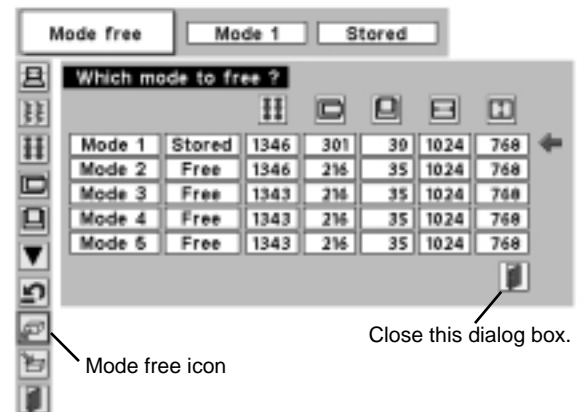 Mode free Mode 1 Stored
Which mode to free ?
Mode 1 Stored 1346 301 39 1024 768
Mode 2 Free 1346 216 35 1024 768
Mode 3 Free 1343 216 35 1024 768
Mode 4 Free 1343 216 35 1024 768
Mode 5 Free 1343 216 35 1024 768
Close this dialog box.
Mode free icon